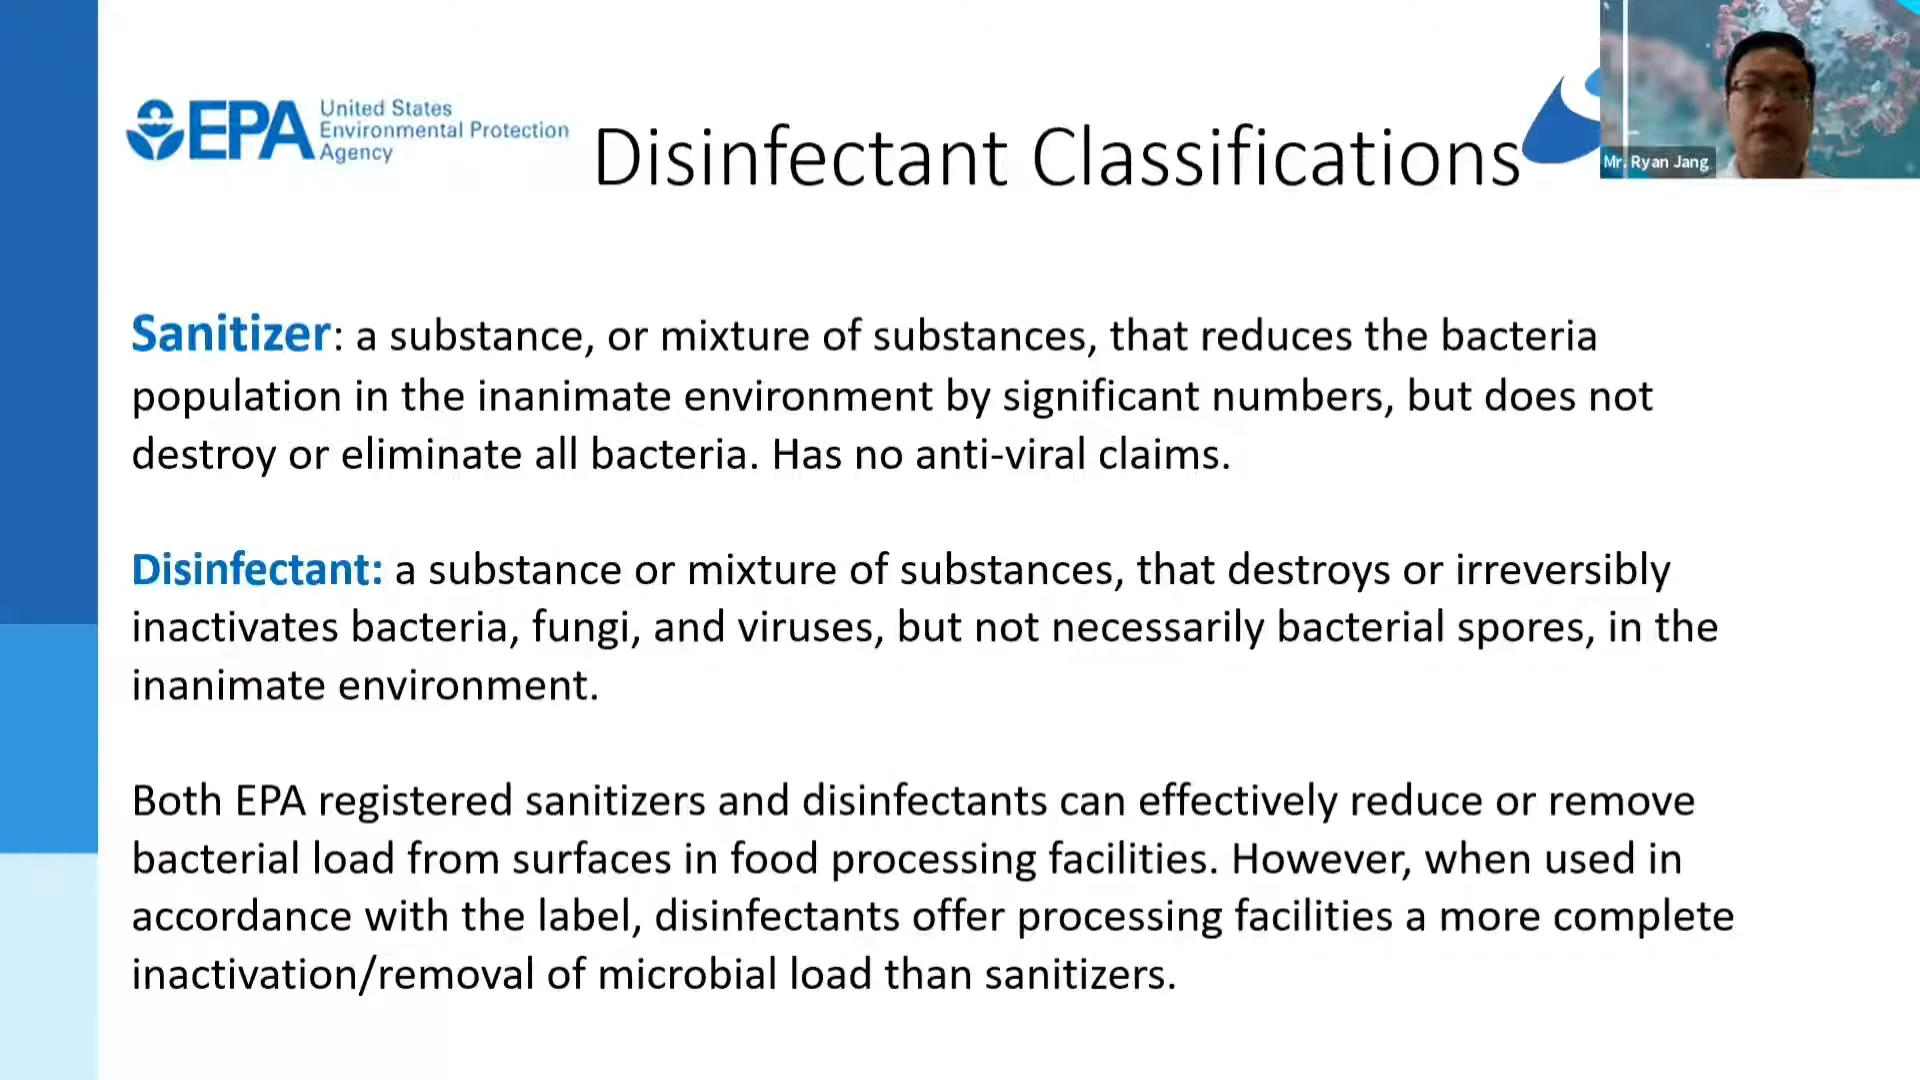 EPA United States
Environmental Protection
Agency
Disinfectant Classifications
Mr. Ryan Jang
Sanitizer: a substance, or mixture of substances, that reduces the bacteria
population in the inanimate environment by significant numbers, but does not
destroy or eliminate all bacteria. Has no anti-viral claims.
Disinfectant: a substance or mixture of substances, that destroys or irreversibly
inactivates bacteria, fungi, and viruses, but not necessarily bacterial spores, in the
inanimate environment.
Both EPA registered sanitizers and disinfectants can effectively reduce or remove
bacterial load from surfaces in food processing facilities. However, when used in
accordance with the label, disinfectants offer processing facilities a more complete
inactivation/removal of microbial load than sanitizers.